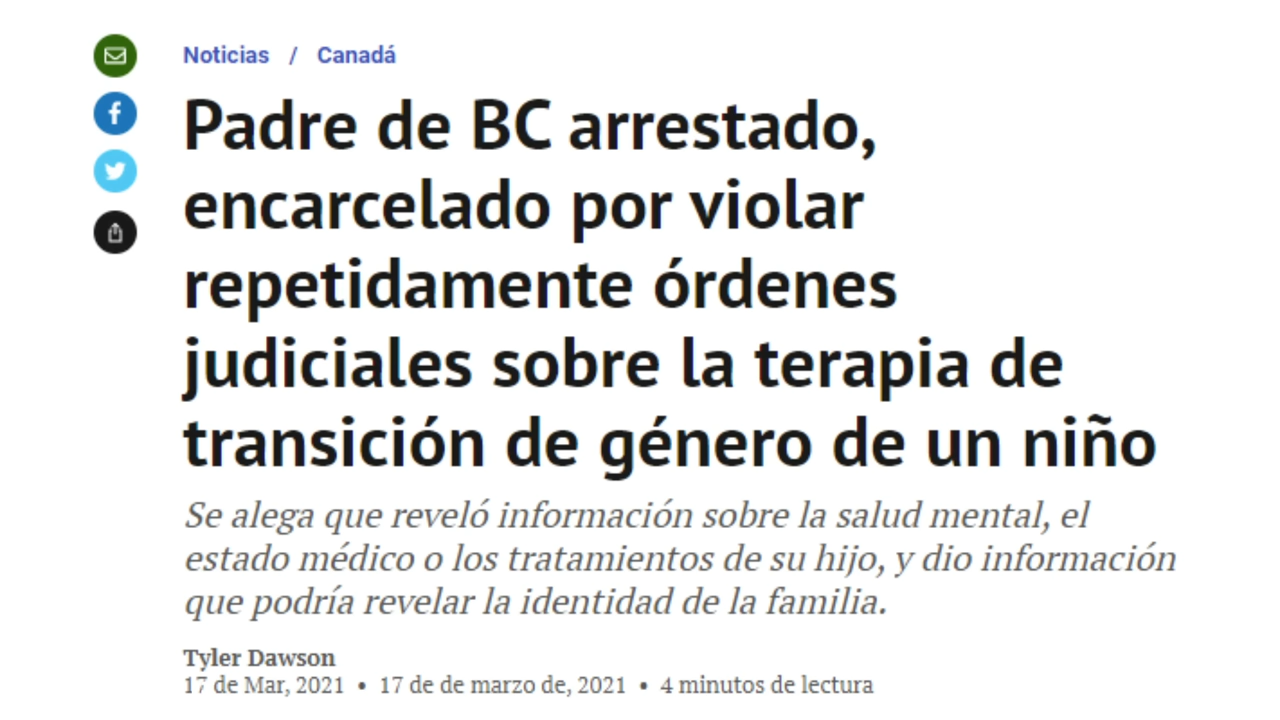 Noticias / Canadá
Padre de BC arrestado,
encarcelado por violar
repetidamente órdenes
judiciales sobre la terapia de
transición de género de un niño
Se alega que reveló información sobre la salud mental, el
estado médico o los tratamientos de su hijo, y dio información
que podría revelar la identidad de la familia.
Tyler Dawson
17 de Mar, 2021 • 17 de de marzo de, 2021 • 4 minutos de lectura